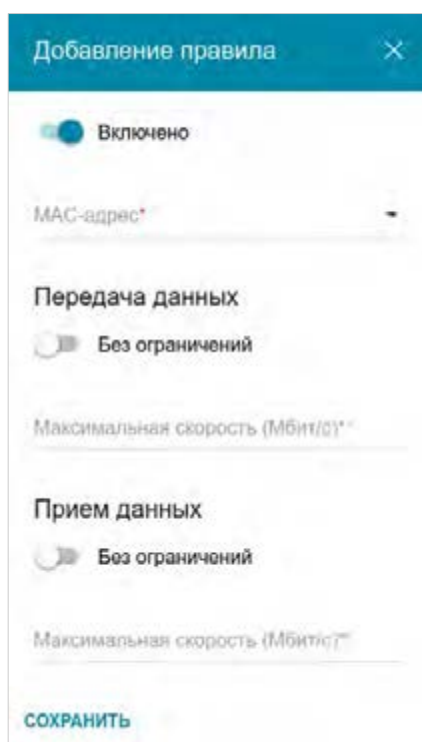 Добавление правила
Включено
MAC-адрес*
Передача данных
Без ограничений
Максимальная скорость (Мбит/с)*
Прием данных
Без ограничений
Максимальная скорость (Мбит/с)*
СОХРАНИТЬ